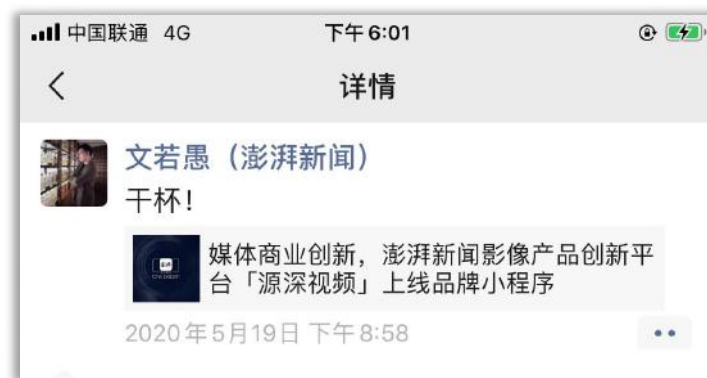 中国联通 4G 下午6:01
详情
文若愚（澎湃新闻）
干杯！
媒体商业创新，澎湃新闻影像产品创新平
台「源深视频」上线品牌小程序
2020年5月19日 下午8:58